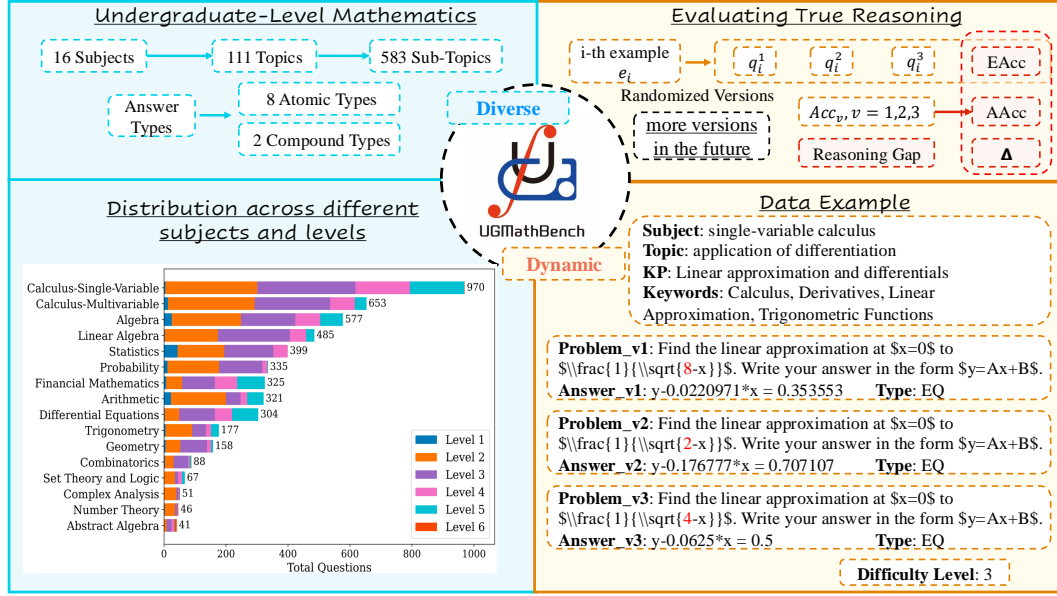 Undergraduate-Level Mathematics
16 Subjects
111 Topics
583 Sub-Topics
Answer
Types
8 Atomic Types
2 Compound Types
Diverse
Evaluating True Reasoning
i-th example
e_i
q_i^1
q_i^2
q_i^3
EAcc
Randomized Versions
more versions
in the future
Acc_v, v = 1,2,3
AAcc
Reasoning Gap
Δ
UGMathBench
Dynamic
Distribution across different
subjects and levels
Calculus-Single-Variable 970
Calculus-Multivariable 653
Algebra 577
Linear Algebra 485
Statistics 399
Probability 335
Financial Mathematics 325
Arithmetic 321
Differential Equations 304
Trigonometry 177
Geometry 158
Combinatorics 88
Set Theory and Logic 67
Complex Analysis 51
Number Theory 46
Abstract Algebra 41
Level 1
Level 2
Level 3
Level 4
Level 5
Level 6
0 200 400 600 800 1000
Total Questions
Data Example
Subject: single-variable calculus
Topic: application of differentiation
KP: Linear approximation and differentials
Keywords: Calculus, Derivatives, Linear
Approximation, Trigonometric Functions
Problem_v1: Find the linear approximation at $x=0$ to
$\\frac{1}{\\sqrt{8-x}}$. Write your answer in the form $y=Ax+B$.
Answer_v1: y-0.0220971*x = 0.353553 Type: EQ
Problem_v2: Find the linear approximation at $x=0$ to
$\\frac{1}{\\sqrt{2-x}}$. Write your answer in the form $y=Ax+B$.
Answer_v2: y-0.176777*x = 0.707107 Type: EQ
Problem_v3: Find the linear approximation at $x=0$ to
$\\frac{1}{\\sqrt{4-x}}$. Write your answer in the form $y=Ax+B$.
Answer_v3: y-0.0625*x = 0.5 Type: EQ
Difficulty Level: 3